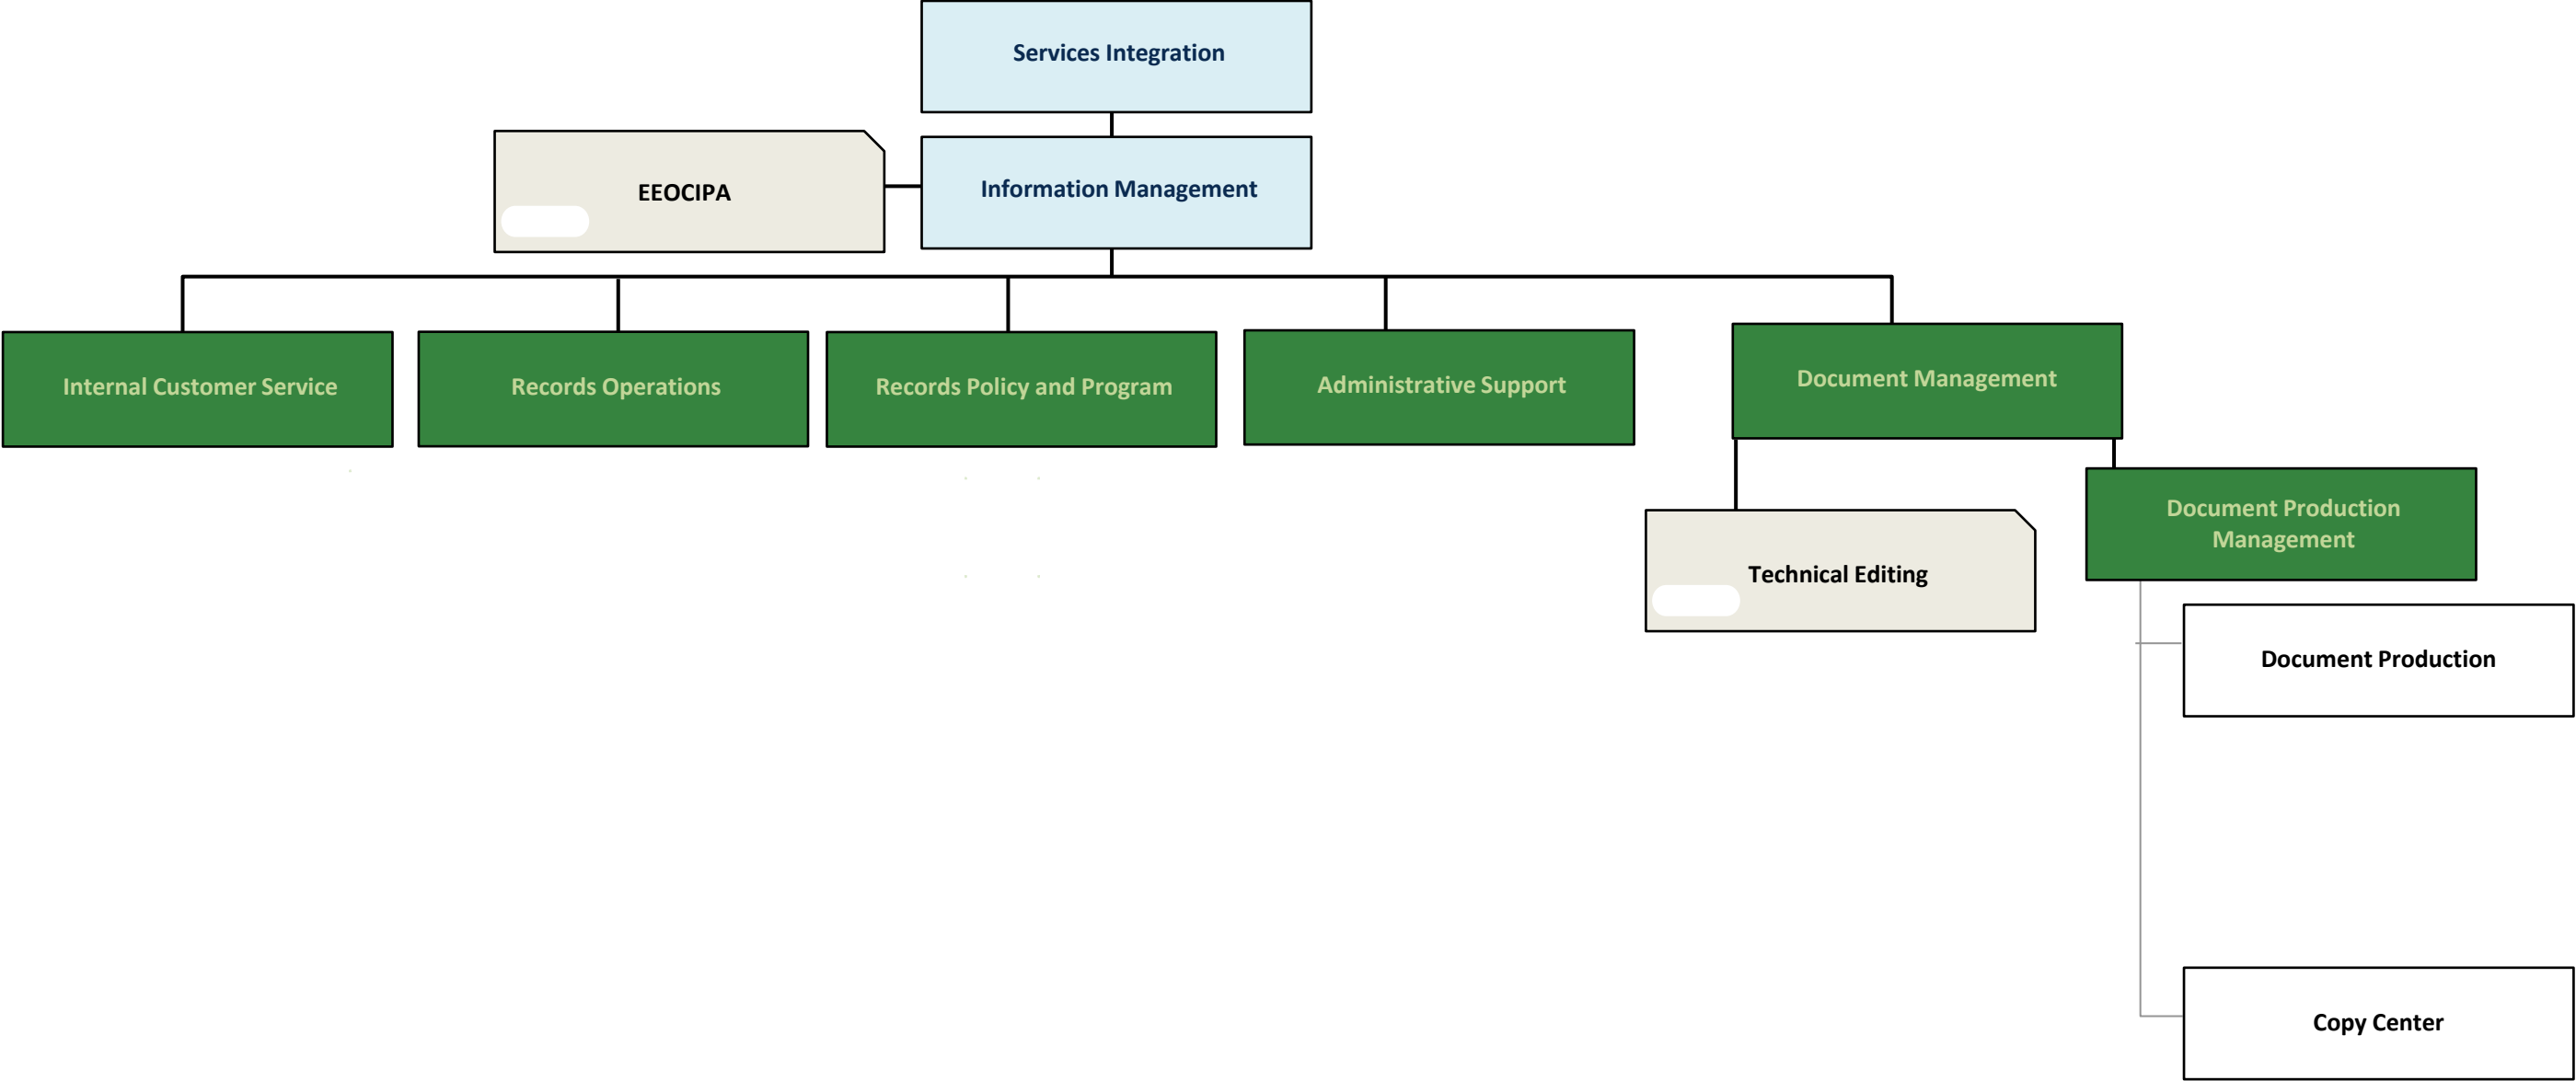 Services Integration
EEOCIPA
Information Management
Internal Customer Service
Records Operations
Records Policy and Program
Administrative Support
Document Management
Document Production
Management
Technical Editing
Document Production
Copy Center